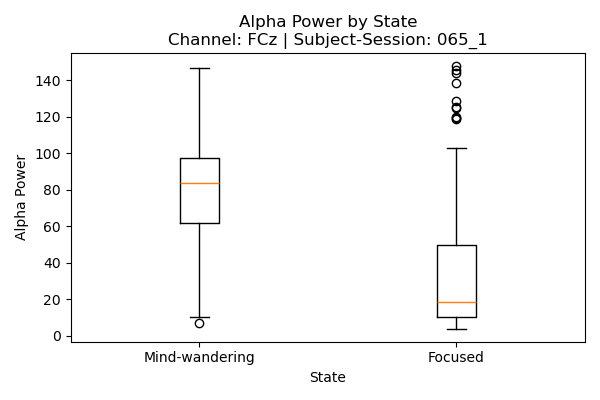 Alpha Power by State
Channel: FCz | Subject-Session: 065_1
Alpha Power
140
120
100
80
60
40
20
0
Mind-wandering
Focused
State